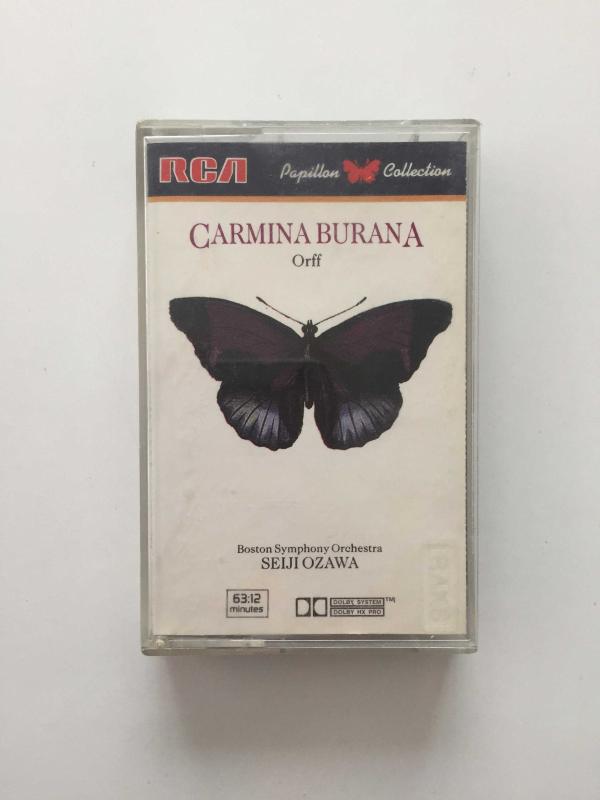 RCA Papillon Collection
CARMINA BURANA
Orff
Boston Symphony Orchestra
SEIJI OZAWA
63:12
minutes
DOLBY SYSTEM ™
DOLBY HX PRO